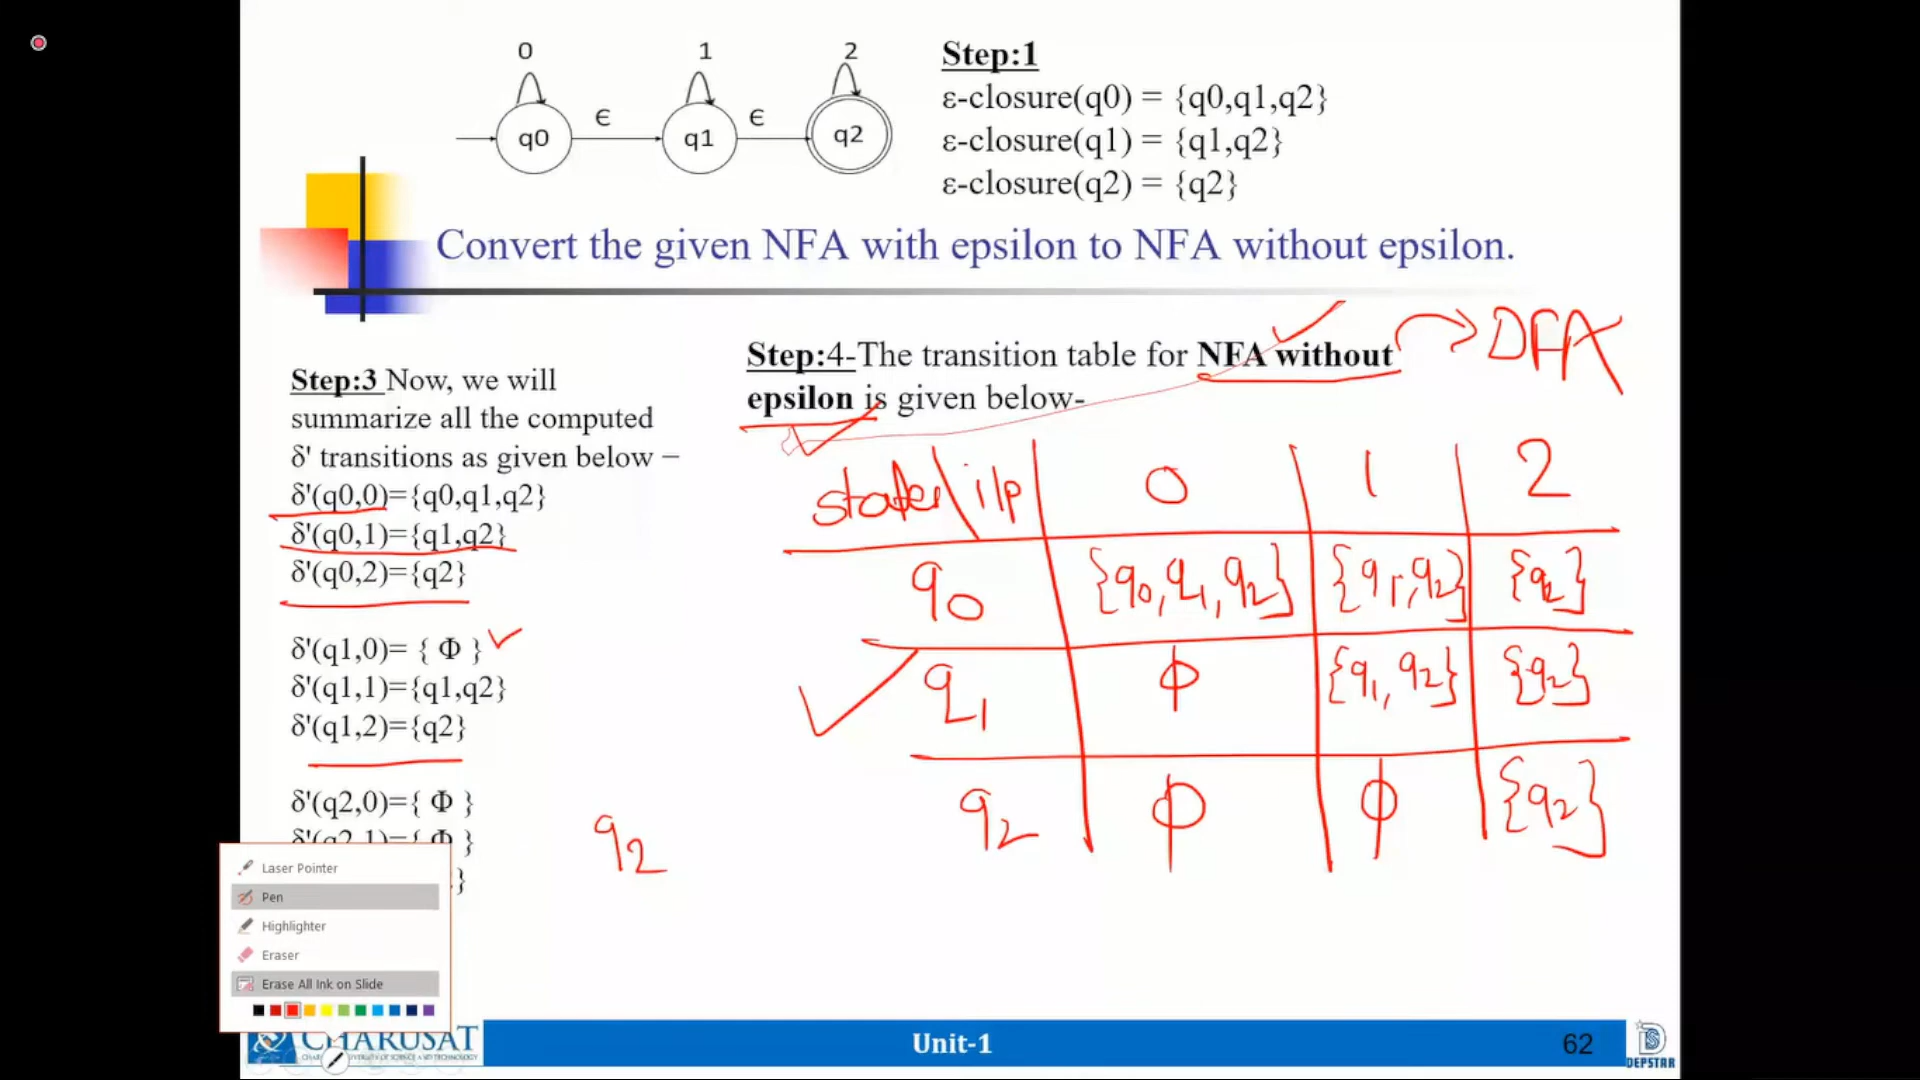 0 1 2
ϵ ϵ
q0 q1 q2
Step:1
ε-closure(q0) = {q0,q1,q2}
ε-closure(q1) = {q1,q2}
ε-closure(q2) = {q2}
Convert the given NFA with epsilon to NFA without epsilon.
Step:3 Now, we will
summarize all the computed
δ' transitions as given below −
δ'(q0,0)={q0,q1,q2}
δ'(q0,1)={q1,q2}
δ'(q0,2)={q2}
δ'(q1,0)= { Φ }
δ'(q1,1)={q1,q2}
δ'(q1,2)={q2}
δ'(q2,0)={ Φ }
δ'(q2,1)={ Φ }
}
q2
Step:4-The transition table for NFA without
epsilon is given below-
DFA
states\i/p 0 1 2
q0 {q0,q1,q2} {q1,q2} {q2}
q1 ϕ {q1,q2} {q2}
q2 ϕ ϕ {q2}
Laser Pointer
Pen
Highlighter
Eraser
Erase All Ink on Slide
CHARUSAT
Unit-1
62
DEPSTAR